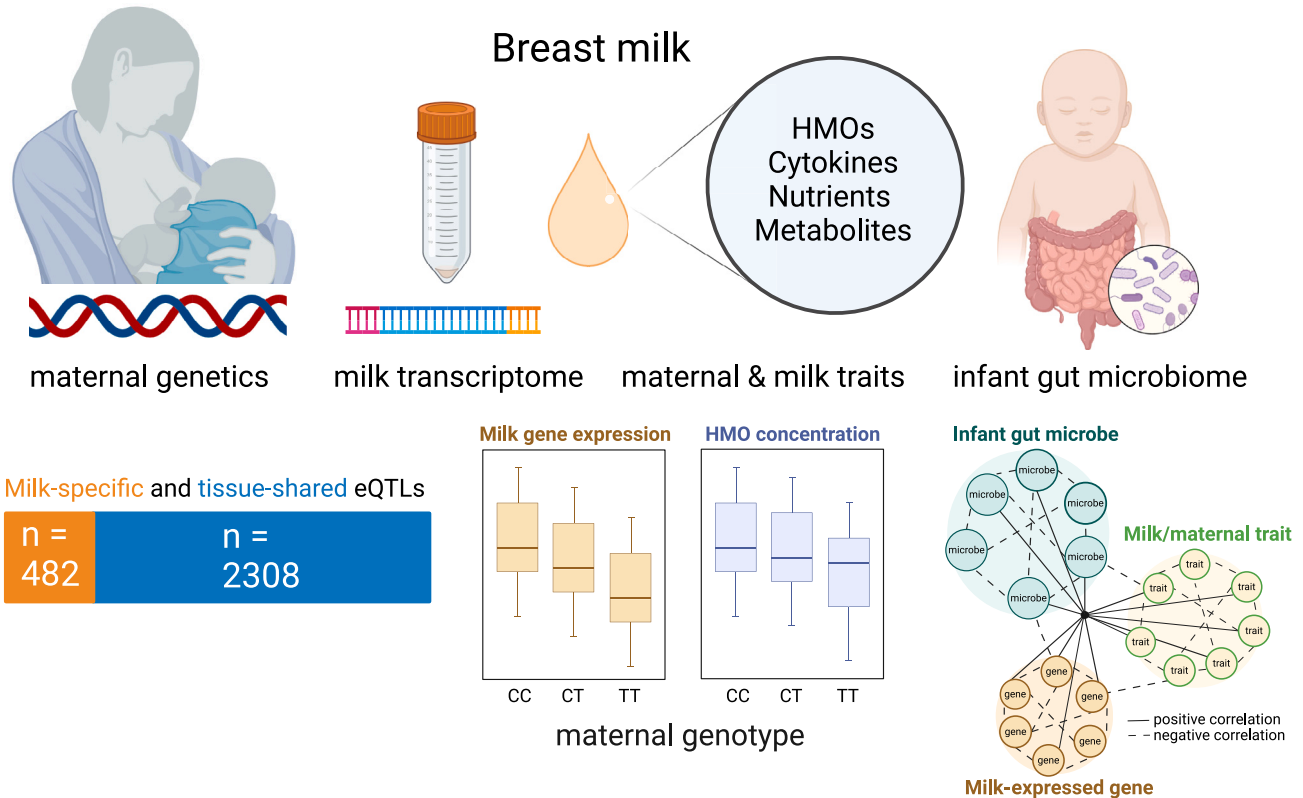 Breast milk
HMOs
Cytokines
Nutrients
Metabolites
maternal genetics
milk transcriptome
maternal & milk traits
infant gut microbiome
Milk-specific and tissue-shared eQTLs
n =
482
n =
2308
Milk gene expression
CC CT TT
HMO concentration
CC CT TT
maternal genotype
Infant gut microbe
microbe
microbe
microbe
microbe
microbe
microbe
Milk/maternal trait
trait
trait
trait
trait
trait
trait
trait
gene
gene
gene
gene
gene
gene
Milk-expressed gene
positive correlation
negative correlation